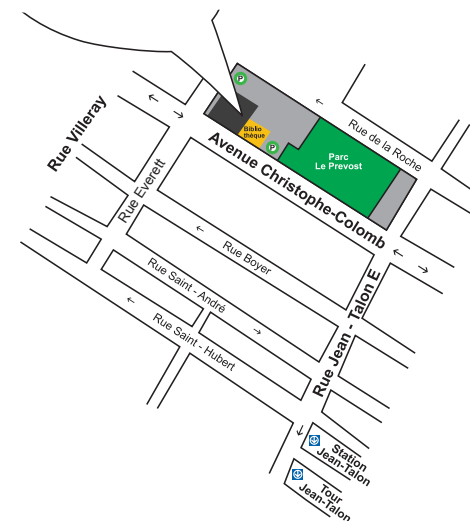 P
Rue de la Roche
Biblio
thèque
P
Parc
Le Prevost
Rue Villeray
Avenue Christophe-Colomb
Rue Everett
Rue Boyer
Rue Saint - André
Rue Saint - Hubert
Rue Jean - Talon E
Station
Jean-Talon
Tour
Jean-Talon